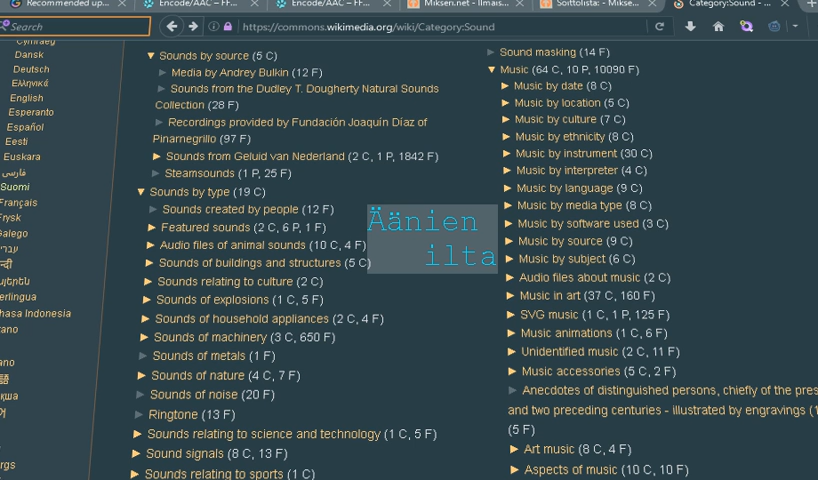 Recommended up...
Encode/AAC – FF...
Encode/AAC – FF...
Miksen.net - Ilmais...
Soittolista: - Mikse...
Category:Sound - ...
Search
https://commons.wikimedia.org/wiki/Category:Sound
Cymraeg
Dansk
Deutsch
Ελληνικά
English
Esperanto
Español
Eesti
Euskara
فارسی
Suomi
Français
Frysk
Galego
עברית
Bahasa Indonesia
Sounds by source (5 C)
Media by Andrey Bulkin (12 F)
Sounds from the Dudley T. Dougherty Natural Sounds
Collection (28 F)
Recordings provided by Fundación Joaquín Díaz of
Pinarnegrillo (97 F)
Sounds from Geluid van Nederland (2 C, 1 P, 1842 F)
Steamsounds (1 P, 25 F)
Sounds by type (19 C)
Sounds created by people (12 F)
Featured sounds (2 C, 6 P, 1 F)
Audio files of animal sounds (10 C, 4 F)
Sounds of buildings and structures (5 C)
Sounds relating to culture (2 C)
Sounds of explosions (1 C, 5 F)
Sounds of household appliances (2 C, 4 F)
Sounds of machinery (3 C, 650 F)
Sounds of metals (1 F)
Sounds of nature (4 C, 7 F)
Sounds of noise (20 F)
Ringtone (13 F)
Sounds relating to science and technology (1 C, 5 F)
Sound signals (8 C, 13 F)
Sounds relating to sports (1 C)
Äänien
ilta
Sound masking (14 F)
Music (64 C, 10 P, 10090 F)
Music by date (8 C)
Music by location (5 C)
Music by culture (7 C)
Music by ethnicity (8 C)
Music by instrument (30 C)
Music by interpreter (4 C)
Music by language (9 C)
Music by media type (8 C)
Music by software used (3 C)
Music by source (9 C)
Music by subject (6 C)
Audio files about music (2 C)
Music in art (37 C, 160 F)
SVG music (1 C, 1 P, 125 F)
Music animations (1 C, 6 F)
Unidentified music (2 C, 11 F)
Music accessories (5 C, 2 F)
Anecdotes of distinguished persons, chiefly of the pres
and two preceding centuries - illustrated by engravings (1
(5 F)
Art music (8 C, 4 F)
Aspects of music (10 C, 10 F)